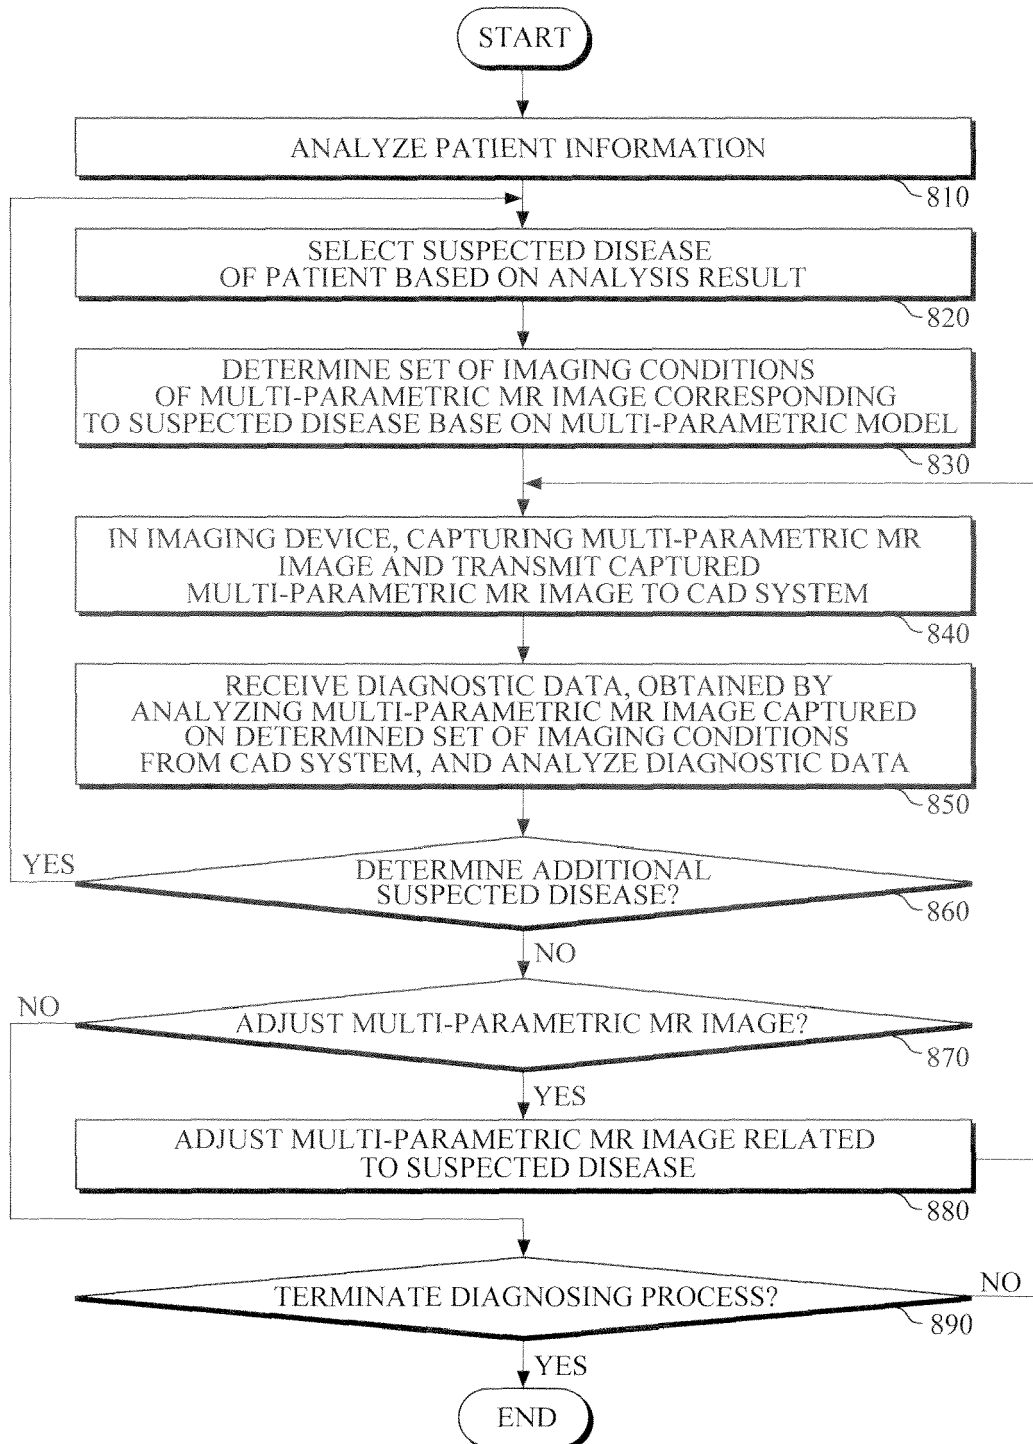 START
ANALYZE PATIENT INFORMATION
810
SELECT SUSPECTED DISEASE
OF PATIENT BASED ON ANALYSIS RESULT
820
DETERMINE SET OF IMAGING CONDITIONS
OF MULTI-PARAMETRIC MR IMAGE CORRESPONDING
TO SUSPECTED DISEASE BASE ON MULTI-PARAMETRIC MODEL
830
IN IMAGING DEVICE, CAPTURING MULTI-PARAMETRIC MR
IMAGE AND TRANSMIT CAPTURED
MULTI-PARAMETRIC MR IMAGE TO CAD SYSTEM
840
RECEIVE DIAGNOSTIC DATA, OBTAINED BY
ANALYZING MULTI-PARAMETRIC MR IMAGE CAPTURED
ON DETERMINED SET OF IMAGING CONDITIONS
FROM CAD SYSTEM, AND ANALYZE DIAGNOSTIC DATA
850
YES
DETERMINE ADDITIONAL
SUSPECTED DISEASE?
860
NO
NO
ADJUST MULTI-PARAMETRIC MR IMAGE?
870
YES
ADJUST MULTI-PARAMETRIC MR IMAGE RELATED
TO SUSPECTED DISEASE
880
TERMINATE DIAGNOSING PROCESS?
NO
890
YES
END